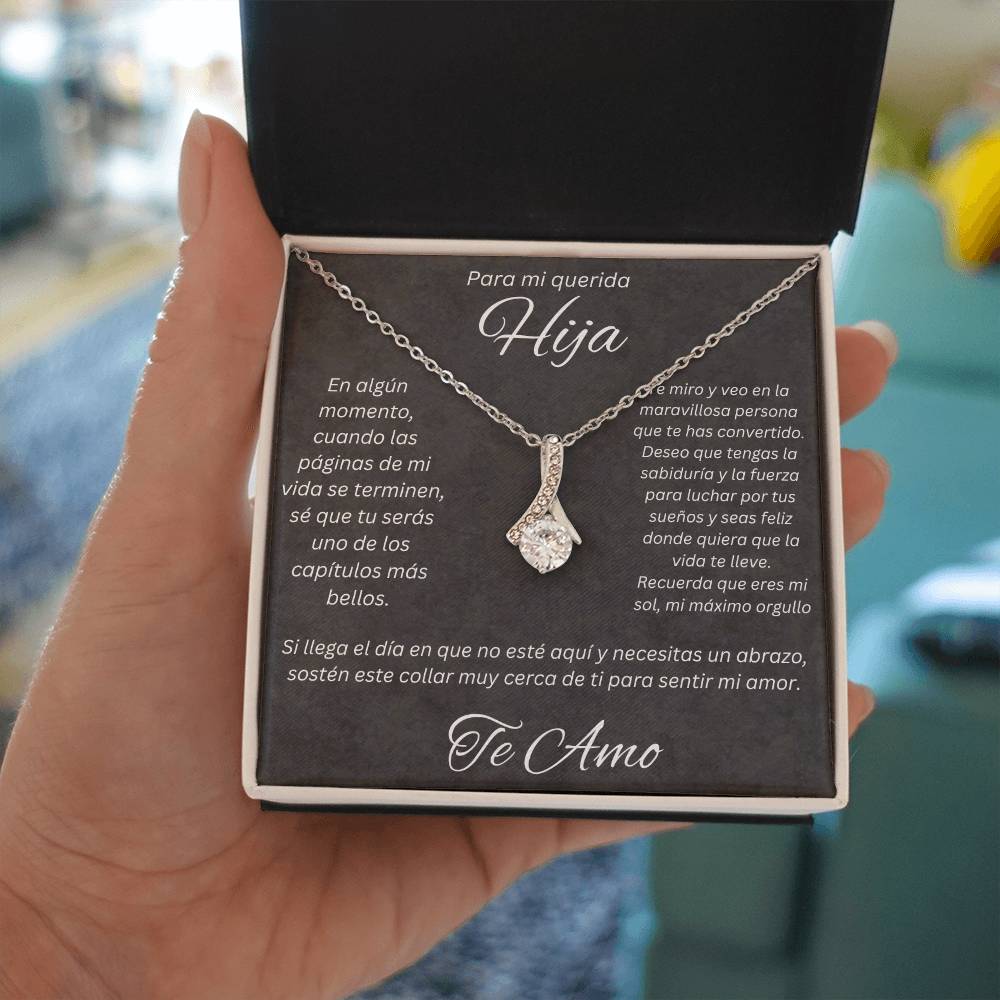 Para mi querida
Hija
En algún
momento,
cuando las
páginas de mi
vida se terminen,
sé que tu serás
uno de los
capítulos más
bellos.
Te miro y veo en la
maravillosa persona
que te has convertido.
Deseo que tengas la
sabiduría y la fuerza
para luchar por tus
sueños y seas feliz
donde quiera que la
vida te lleve.
Recuerda que eres mi
sol, mi máximo orgullo
Si llega el día en que no esté aquí y necesitas un abrazo,
sostén este collar muy cerca de ti para sentir mi amor.
Te Amo